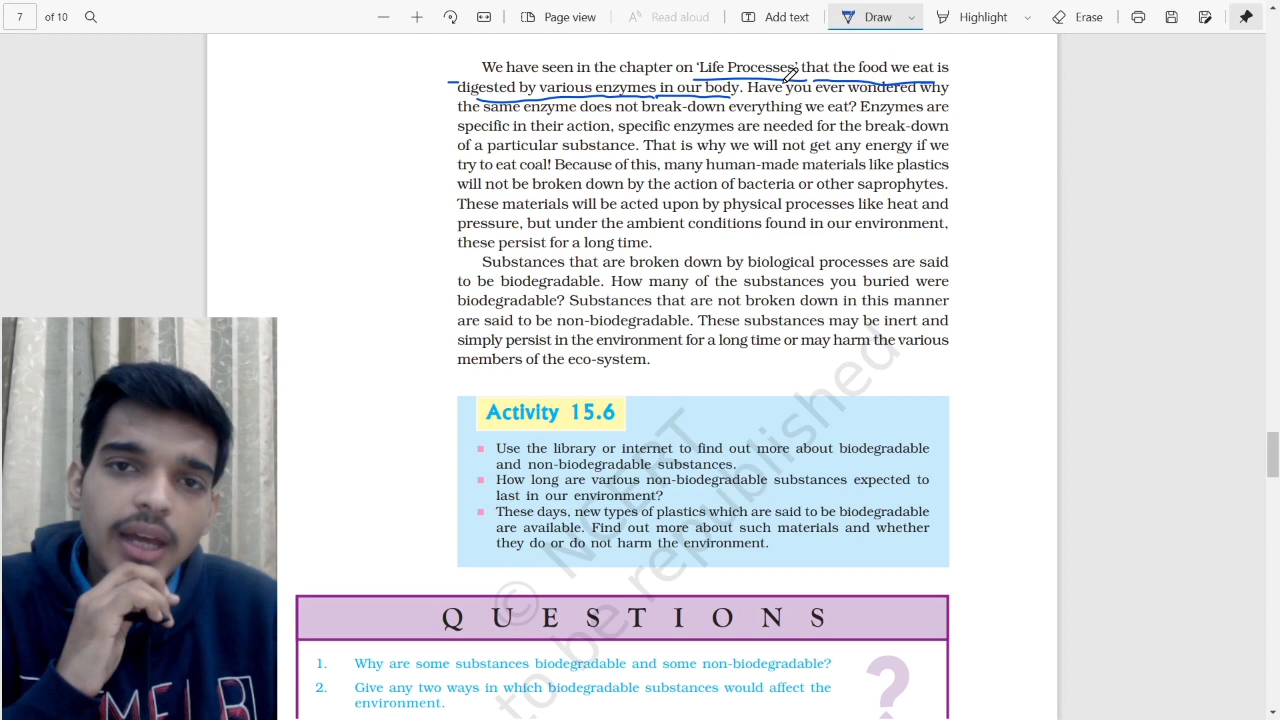 7 of 10 Page view Read aloud Add text Draw Highlight Erase
We have seen in the chapter on ‘Life Processes’ that the food we eat is
digested by various enzymes in our body. Have you ever wondered why
the same enzyme does not break-down everything we eat? Enzymes are
specific in their action, specific enzymes are needed for the break-down
of a particular substance. That is why we will not get any energy if we
try to eat coal! Because of this, many human-made materials like plastics
will not be broken down by the action of bacteria or other saprophytes.
These materials will be acted upon by physical processes like heat and
pressure, but under the ambient conditions found in our environment,
these persist for a long time.
Substances that are broken down by biological processes are said
to be biodegradable. How many of the substances you buried were
biodegradable? Substances that are not broken down in this manner
are said to be non-biodegradable. These substances may be inert and
simply persist in the environment for a long time or may harm the various
members of the eco-system.
Activity 15.6
Use the library or internet to find out more about biodegradable
and non-biodegradable substances.
How long are various non-biodegradable substances expected to
last in our environment?
These days, new types of plastics which are said to be biodegradable
are available. Find out more about such materials and whether
they do or do not harm the environment.
© NCERT
to be republished
QUESTIONS
1. Why are some substances biodegradable and some non-biodegradable?
2. Give any two ways in which biodegradable substances would affect the
environment.
?